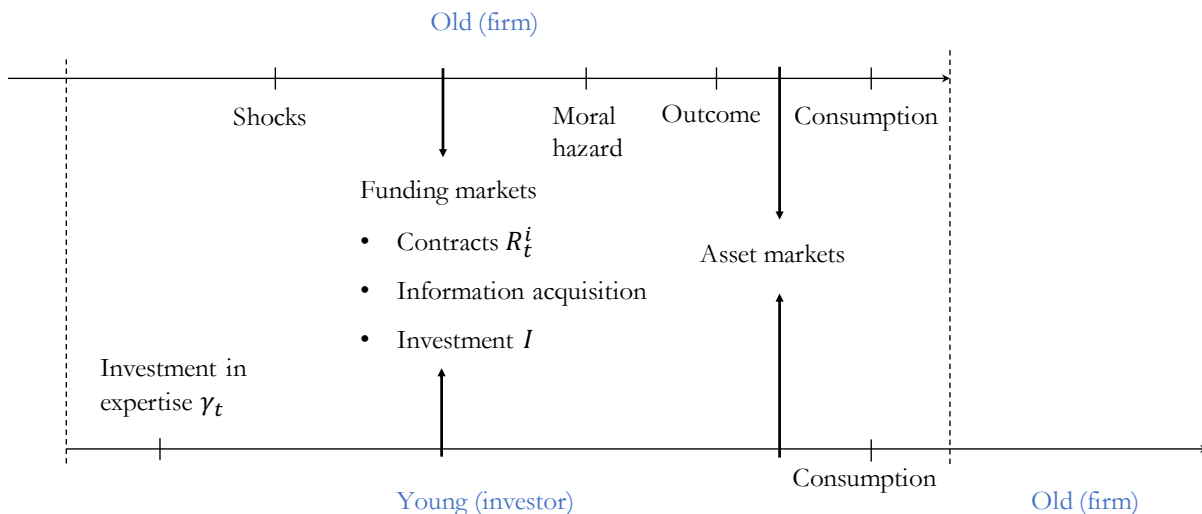 Old (firm)
Shocks
Moral
hazard
Outcome
Consumption
Funding markets
• Contracts $R_t^i$
• Information acquisition
• Investment $I$
Asset markets
Investment in
expertise $γ_t$
Consumption
Young (investor)
Old (firm)